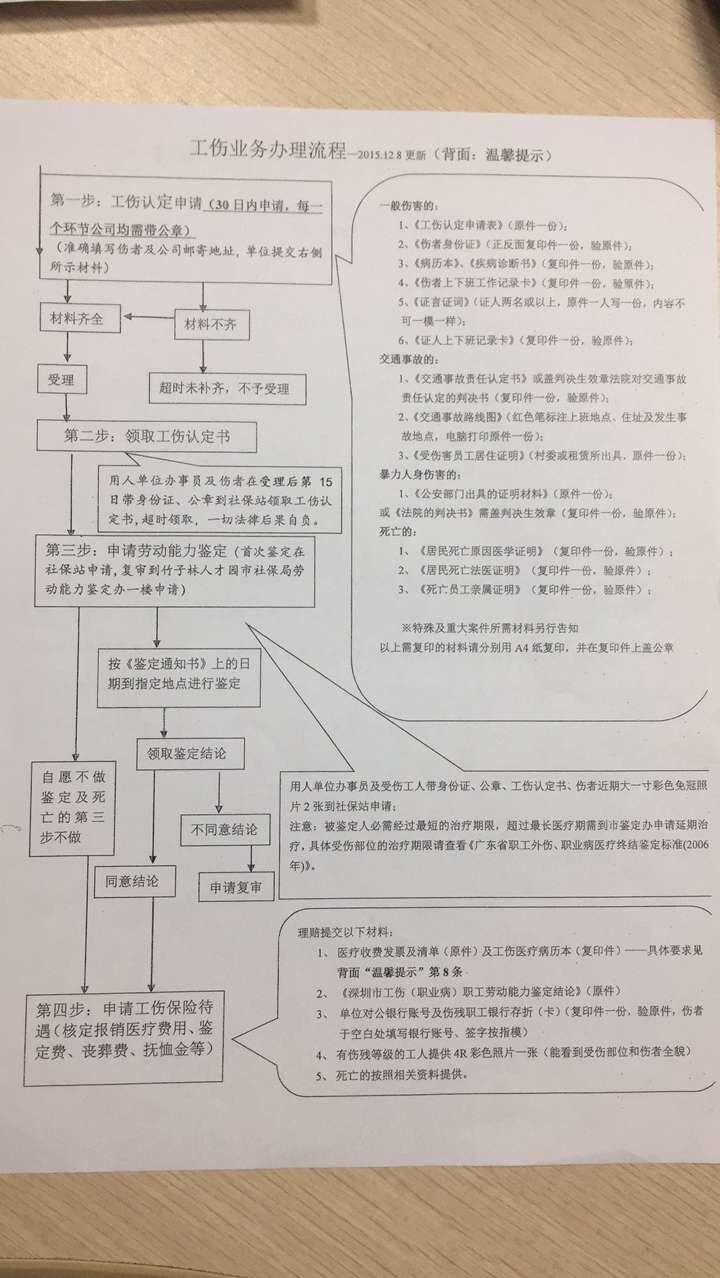 工伤业务办理流程—2015.12.8更新（背面：温馨提示）
第一步：工伤认定申请（30日内申请，每一
个环节公司均需带公章）
（准确填写伤者及公司邮寄地址，单位提交右侧
所示材料）
材料齐全
材料不齐
受理
超时未补齐，不予受理
第二步：领取工伤认定书
用人单位办事员及伤者在受理后第 15
日带身份证、公章到社保站领取工伤认
定书，超时领取，一切法律后果自负。
第三步：申请劳动能力鉴定（首次鉴定在
社保站申请，复审到竹子林人才园市社保局劳
动能力鉴定办一楼申请）
按《鉴定通知书》上的日
期到指定地点进行鉴定
领取鉴定结论
自愿不做
鉴定及死
亡的第三
步不做
不同意结论
同意结论
申请复审
第四步：申请工伤保险待
遇（核定报销医疗费用、鉴
定费、丧葬费、抚恤金等）
一般伤害的：
1、《工伤认定申请表》（原件一份）；
2、《伤者身份证》（正反面复印件一份，验原件）；
3、《病历本》、《疾病诊断书》（复印件一份，验原件）；
4、《伤者上下班工作记录卡》（复印件一份，验原件）；
5、《证言证词》（证人两名或以上，原件一人写一份，内容不
可一模一样）；
6、《证人上下班记录卡》（复印件一份，验原件）；
交通事故的：
1、《交通事故责任认定书》或盖判决生效章法院对交通事故
责任认定的判决书（复印件一份，验原件）；
2、《交通事故路线图》（红色笔标注上班地点、住址及发生事
故地点，电脑打印原件一份）；
3、《受伤害员工居住证明》（村委或租赁所出具，原件一份）；
暴力人身伤害的：
1、《公安部门出具的证明材料》（原件一份）；
或《法院的判决书》需盖判决生效章（复印件一份，验原件）；
死亡的：
1、《居民死亡原因医学证明》（复印件一份，验原件）；
2、《居民死亡法医证明》（复印件一份，验原件）；
3、《死亡员工亲属证明》（复印件一份，验原件）；
※特殊及重大案件所需材料另行告知
以上需复印的材料请分别用 A4 纸复印，并在复印件上盖公章
用人单位办事员及受伤工人带身份证、公章、工伤认定书、伤者近期大一寸彩色免冠照
片 2 张到社保站申请；
注意：被鉴定人必需经过最短的治疗期限，超过最长医疗期需到市鉴定办申请延期治
疗，具体受伤部位的治疗期限请查看《广东省职工外伤、职业病医疗终结鉴定标准(2006
年)》。
理赔提交以下材料：
1、 医疗收费发票及清单（原件）及工伤医疗病历本（复印件）——具体要求见
背面“温馨提示”第 8 条
2、 《深圳市工伤（职业病）职工劳动能力鉴定结论》（原件）
3、 单位对公银行账号及伤残职工银行存折（卡）（复印件一份，验原件，伤者
于空白处填写银行账号、签字按指模）
4、 有伤残等级的工人提供 4R 彩色照片一张（能看到受伤部位和伤者全貌）
5、 死亡的按照相关资料提供。